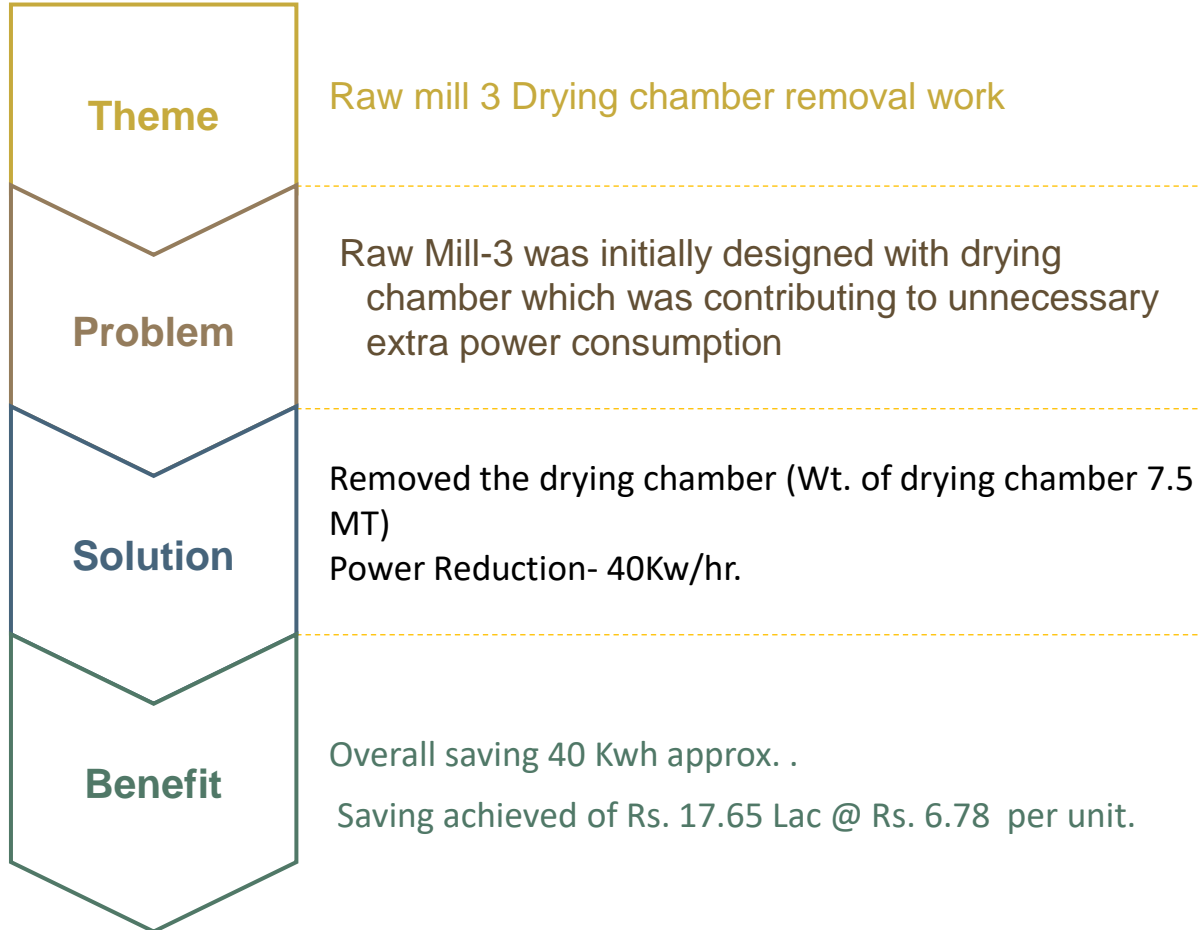 Theme
Raw mill 3 Drying chamber removal work
Problem
Raw Mill-3 was initially designed with drying
chamber which was contributing to unnecessary
extra power consumption
Solution
Removed the drying chamber (Wt. of drying chamber 7.5
MT)
Power Reduction- 40Kw/hr.
Benefit
Overall saving 40 Kwh approx. .
Saving achieved of Rs. 17.65 Lac @ Rs. 6.78  per unit.